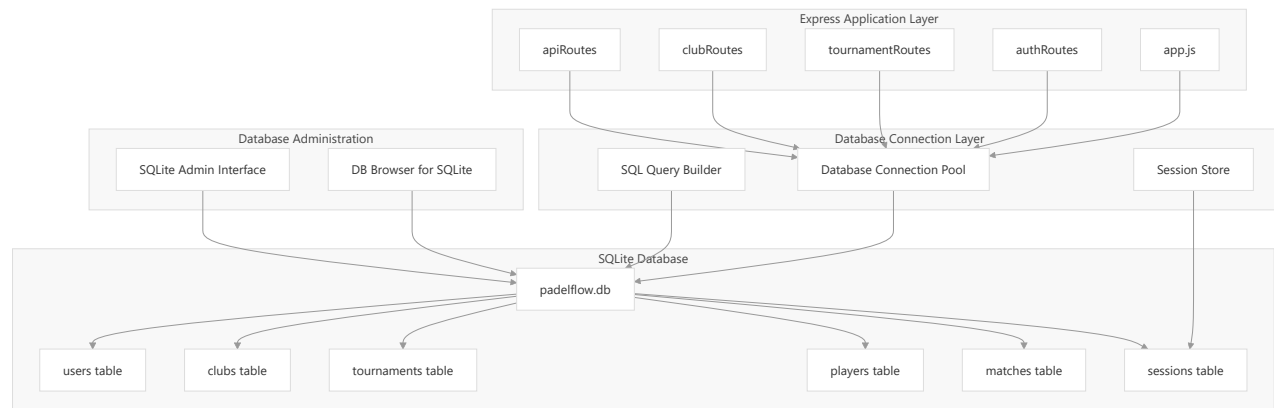 Express Application Layer
apiRoutes
clubRoutes
tournamentRoutes
authRoutes
app.js
Database Administration
Database Connection Layer
SQLite Admin Interface
DB Browser for SQLite
SQL Query Builder
Database Connection Pool
Session Store
SQLite Database
padelflow.db
users table
clubs table
tournaments table
players table
matches table
sessions table